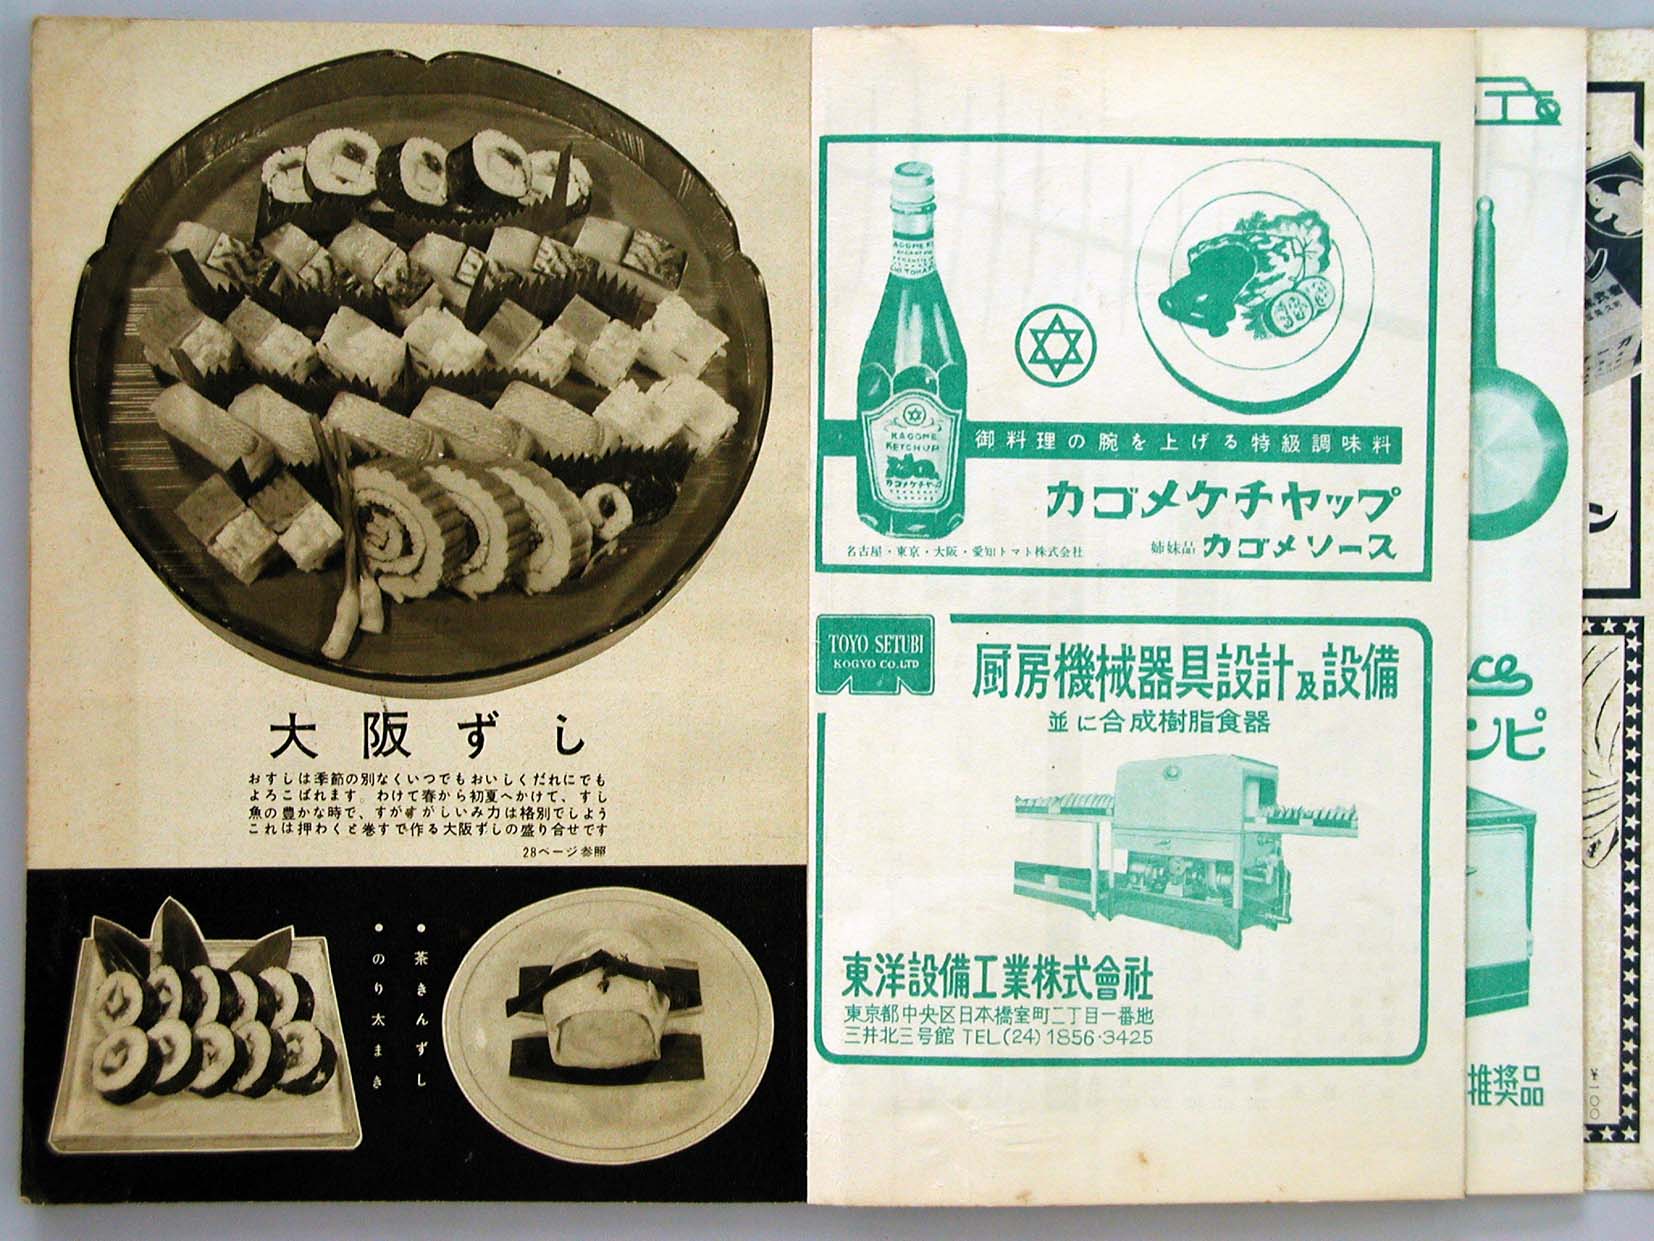 大阪ずし
おすしは季節の別なくいつでもおいしくだれにでも
よろこばれます。わけて春から初夏へかけて、すし
魚の豊かな時で、すがすがしいみ力は格別でしよう
これは押わくと巻すで作る大阪ずしの盛り合せです
28ページ参照
●茶きんずし
●のり太まき
KAGOME
KETCHUP
カゴメケチャップ
御料理の腕を上げる特級調味料
カゴメケチヤップ
名古屋・東京・大阪・愛知トマト株式会社
姉妹品 カゴメソース
TOYO SETUBI
KOGYO CO.LTD
厨房機械器具設計及設備
並に合成樹脂食器
東洋設備工業株式會社
東京都中央区日本橋室町二丁目一番地
三井北三号館 TEL(24)1856・3425
ce
ンピ
推奨品
ン
¥一〇〇